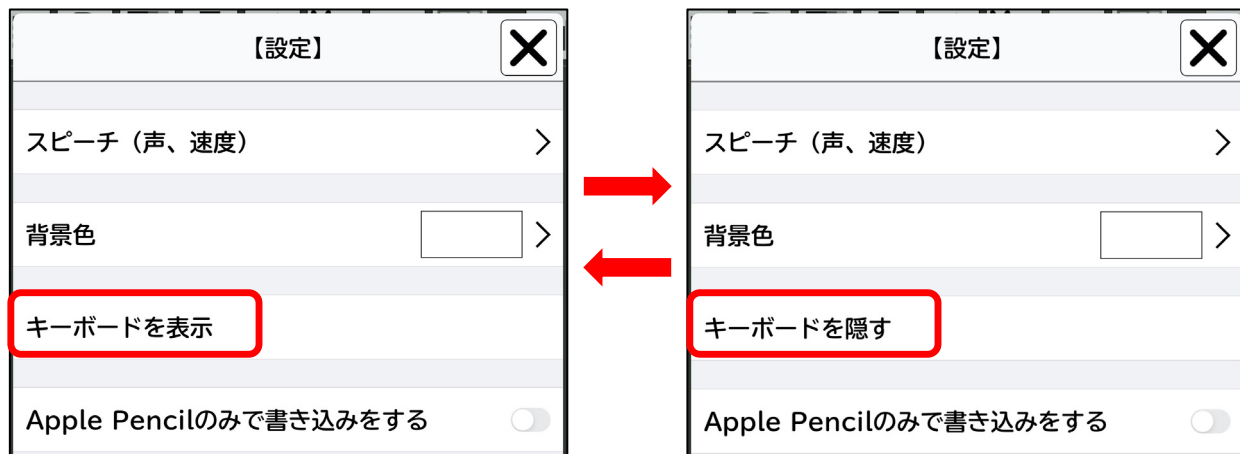 【設定】
スピーチ（声、速度）
背景色
キーボードを表示
Apple Pencilのみで書き込みをする
【設定】
スピーチ（声、速度）
背景色
キーボードを隠す
Apple Pencilのみで書き込みをする